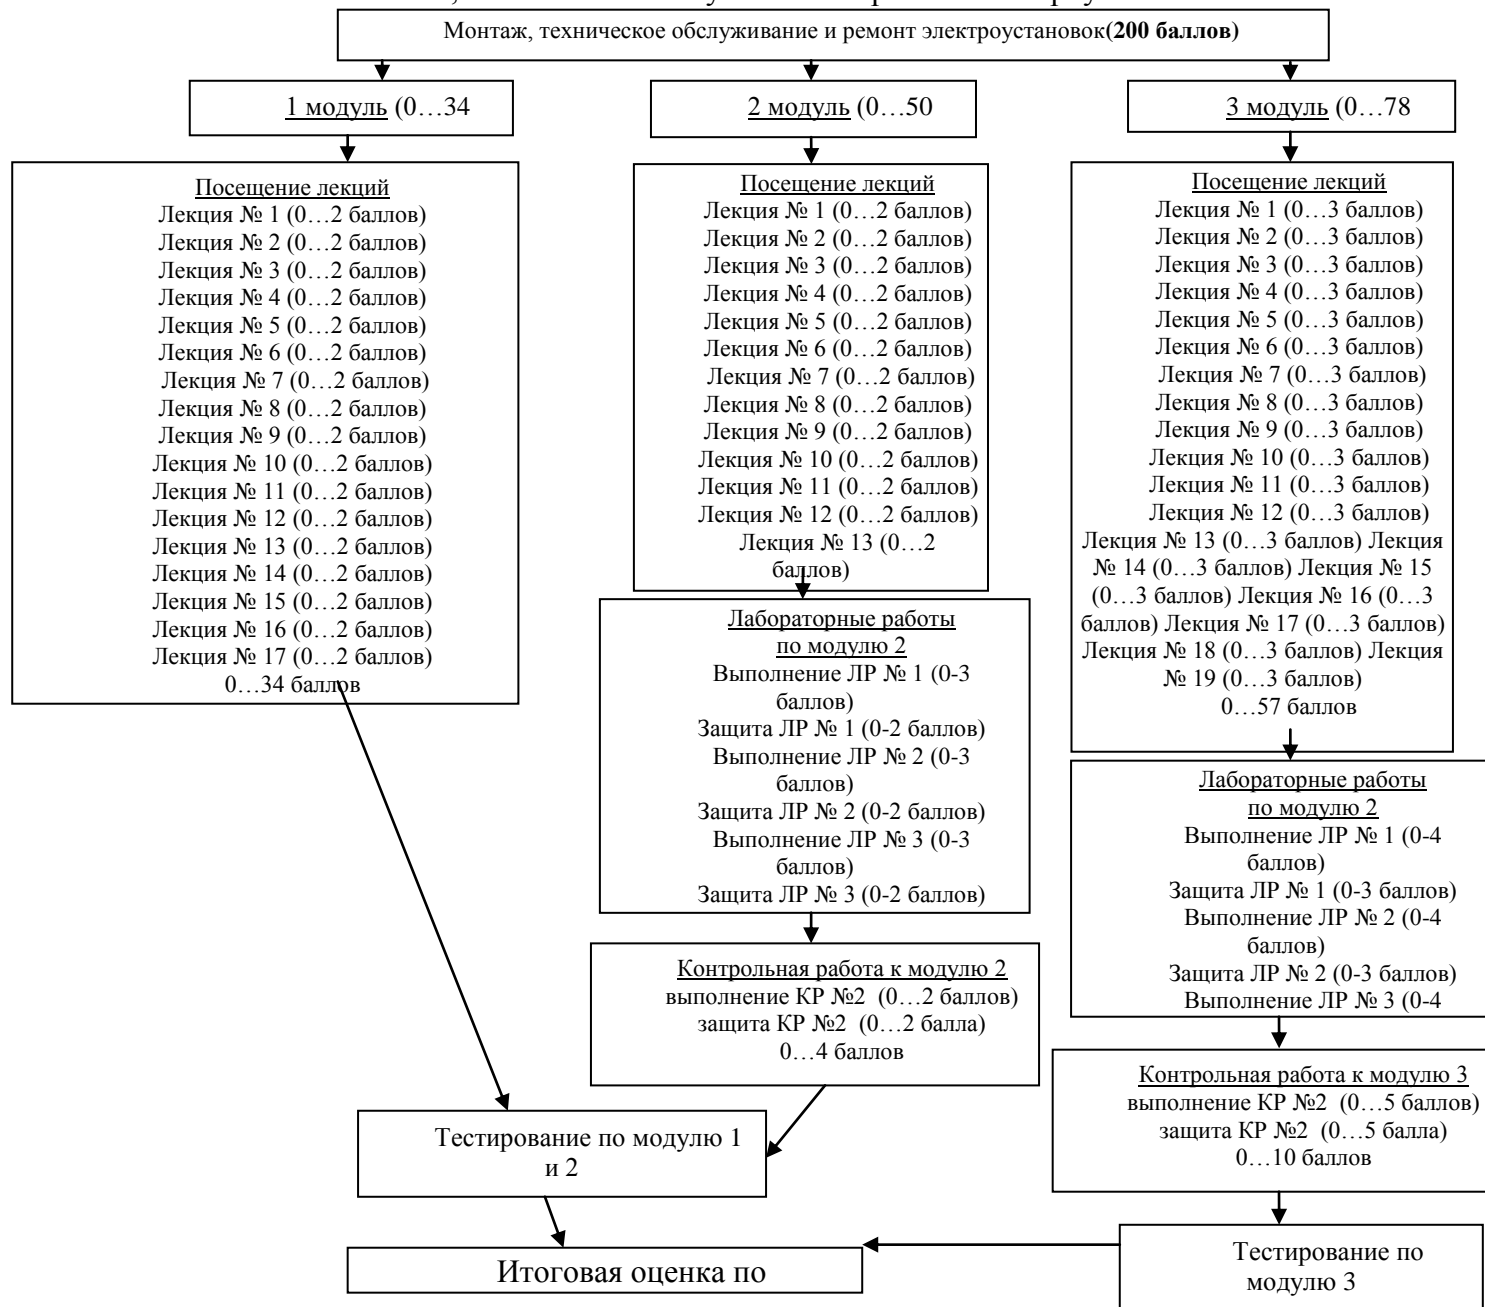 Монтаж, техническое обслуживание и ремонт электроустановок(200 баллов)
1 модуль (0…34
2 модуль (0…50
3 модуль (0…78
Посещение лекций
Лекция № 1 (0…2 баллов)
Лекция № 2 (0…2 баллов)
Лекция № 3 (0…2 баллов)
Лекция № 4 (0…2 баллов)
Лекция № 5 (0…2 баллов)
Лекция № 6 (0…2 баллов)
Лекция № 7 (0…2 баллов)
Лекция № 8 (0…2 баллов)
Лекция № 9 (0…2 баллов)
Лекция № 10 (0…2 баллов)
Лекция № 11 (0…2 баллов)
Лекция № 12 (0…2 баллов)
Лекция № 13 (0…2 баллов)
Лекция № 14 (0…2 баллов)
Лекция № 15 (0…2 баллов)
Лекция № 16 (0…2 баллов)
Лекция № 17 (0…2 баллов)
0…34 баллов
Посещение лекций
Лекция № 1 (0…2 баллов)
Лекция № 2 (0…2 баллов)
Лекция № 3 (0…2 баллов)
Лекция № 4 (0…2 баллов)
Лекция № 5 (0…2 баллов)
Лекция № 6 (0…2 баллов)
Лекция № 7 (0…2 баллов)
Лекция № 8 (0…2 баллов)
Лекция № 9 (0…2 баллов)
Лекция № 10 (0…2 баллов)
Лекция № 11 (0…2 баллов)
Лекция № 12 (0…2 баллов)
Лекция № 13 (0…2
баллов)
Лабораторные работы
по модулю 2
Выполнение ЛР № 1 (0-3
баллов)
Защита ЛР № 1 (0-2 баллов)
Выполнение ЛР № 2 (0-3
баллов)
Защита ЛР № 2 (0-2 баллов)
Выполнение ЛР № 3 (0-3
баллов)
Защита ЛР № 3 (0-2 баллов)
Контрольная работа к модулю 2
выполнение КР №2 (0…2 баллов)
защита КР №2 (0…2 балла)
0…4 баллов
Посещение лекций
Лекция № 1 (0…3 баллов)
Лекция № 2 (0…3 баллов)
Лекция № 3 (0…3 баллов)
Лекция № 4 (0…3 баллов)
Лекция № 5 (0…3 баллов)
Лекция № 6 (0…3 баллов)
Лекция № 7 (0…3 баллов)
Лекция № 8 (0…3 баллов)
Лекция № 9 (0…3 баллов)
Лекция № 10 (0…3 баллов)
Лекция № 11 (0…3 баллов)
Лекция № 12 (0…3 баллов)
Лекция № 13 (0…3 баллов) Лекция
№ 14 (0…3 баллов) Лекция № 15
(0…3 баллов) Лекция № 16 (0…3
баллов) Лекция № 17 (0…3 баллов)
Лекция № 18 (0…3 баллов) Лекция
№ 19 (0…3 баллов)
0…57 баллов
Лабораторные работы
по модулю 2
Выполнение ЛР № 1 (0-4
баллов)
Защита ЛР № 1 (0-3 баллов)
Выполнение ЛР № 2 (0-4
баллов)
Защита ЛР № 2 (0-3 баллов)
Выполнение ЛР № 3 (0-4
Контрольная работа к модулю 3
выполнение КР №2 (0…5 баллов)
защита КР №2 (0…5 балла)
0…10 баллов
Тестирование по модулю 1
и 2
Тестирование по
модулю 3
Итоговая оценка по